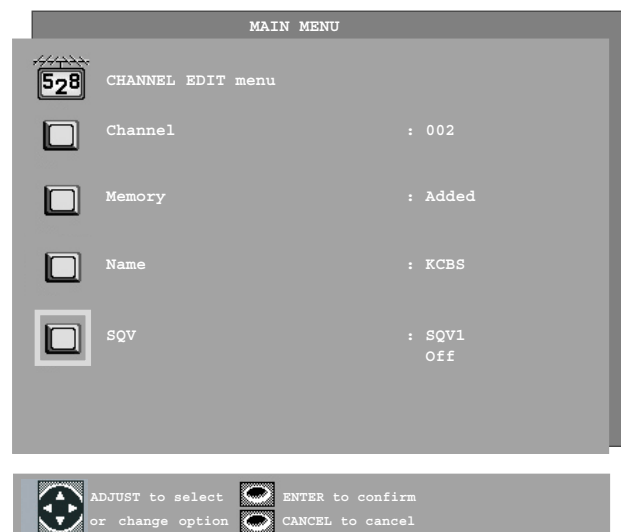 MAIN MENU
528 CHANNEL EDIT menu
Channel : 002
Memory : Added
Name : KCBS
SQV : SQV1
Off
ADJUST to select ENTER to confirm
or change option CANCEL to cancel